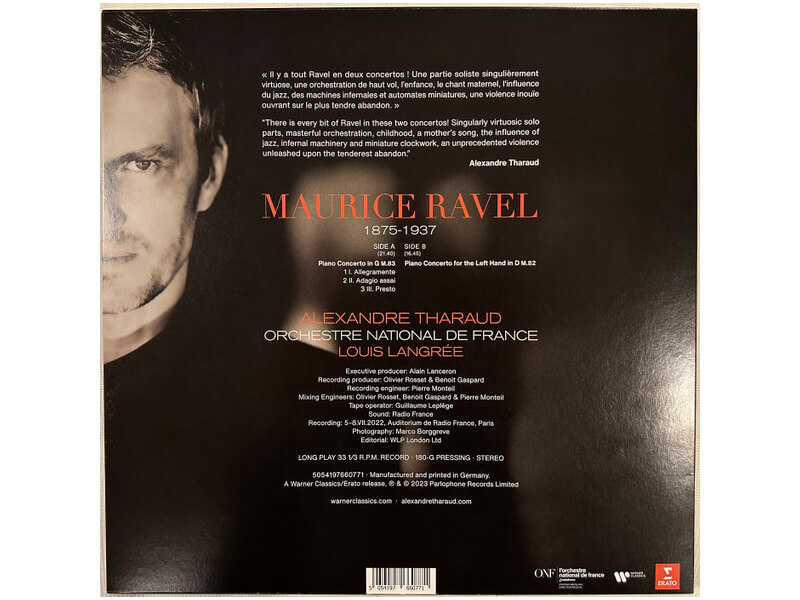 « Il y a tout Ravel en deux concertos ! Une partie soliste singulièrement
virtuose, une orchestration de haut vol, l'enfance, le chant maternel, l'influence
du jazz, des machines infernales et automates miniatures, une violence inouïe
ouvrant sur le plus tendre abandon. »
"There is every bit of Ravel in these two concertos! Singularly virtuosic solo
parts, masterful orchestration, childhood, a mother's song, the influence of
jazz, infernal machinery and miniature clockwork, an unprecedented violence
unleashed upon the tenderest abandon."
Alexandre Tharaud
MAURICE RAVEL
1875-1937
SIDE A
(21.40)
Piano Concerto in G M.83
1 I. Allegramente
2 II. Adagio assai
3 III. Presto
SIDE B
(16.45)
Piano Concerto for the Left Hand in D M.82
ALEXANDRE THARAUD
ORCHESTRE NATIONAL DE FRANCE
LOUIS LANGRÉE
Executive producer: Alain Lanceron
Recording producer: Olivier Rosset & Benoit Gaspard
Recording engineer: Pierre Monteil
Mixing Engineers: Olivier Rosset, Benoit Gaspard & Pierre Monteil
Tape operator: Guillaume Leplège
Sound: Radio France
Recording: 5–8.VII.2022, Auditorium de Radio France, Paris
Photography: Marco Borggreve
Editorial: WLP London Ltd
LONG PLAY 33 1/3 R.P.M. RECORD · 180-G PRESSING · STEREO
5054197660771 · Manufactured and printed in Germany.
A Warner Classics/Erato release, ℗ & © 2023 Parlophone Records Limited
warnerclassics.com · alexandretharaud.com
5 054197 660771
ONF
l'orchestre
national de france
WARNER
CLASSICS
ERATO